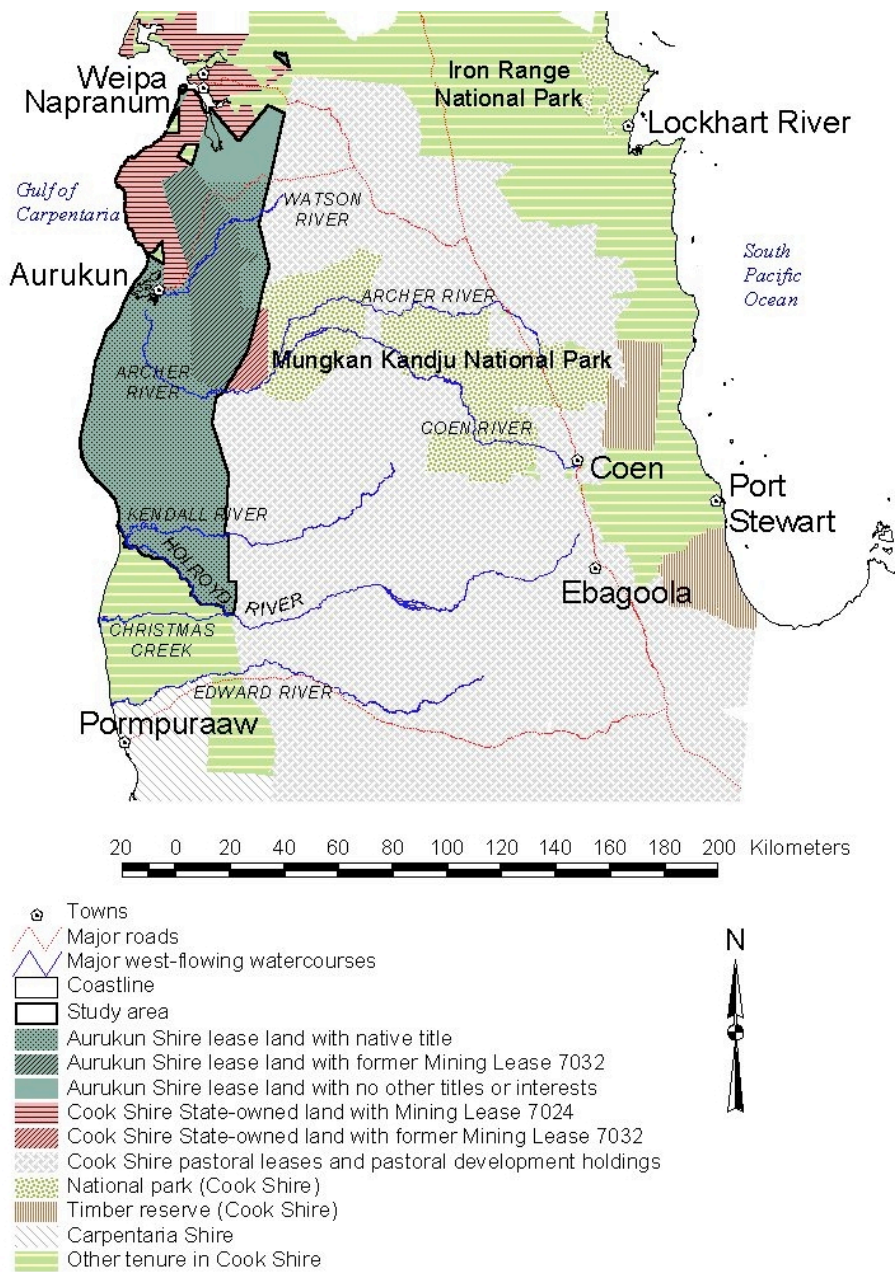 Weipa
Napranum
Iron Range
National Park
Lockhart River
Gulf of
Carpentaria
WATSON
RIVER
South
Pacific
Ocean
Aurukun
ARCHER RIVER
Mungkan Kandju National Park
ARCHER
RIVER
COEN RIVER
Coen
Port
Stewart
KENDALL RIVER
HOLROYD RIVER
Ebagoola
CHRISTMAS
CREEK
EDWARD RIVER
Pormpuraaw
20 0 20 40 60 80 100 120 140 160 180 200 Kilometers
Towns
Major roads
Major west-flowing watercourses
Coastline
Study area
Aurukun Shire lease land with native title
Aurukun Shire lease land with former Mining Lease 7032
Aurukun Shire lease land with no other titles or interests
Cook Shire State-owned land with Mining Lease 7024
Cook Shire State-owned land with former Mining Lease 7032
Cook Shire pastoral leases and pastoral development holdings
National park (Cook Shire)
Timber reserve (Cook Shire)
Carpentaria Shire
Other tenure in Cook Shire
N